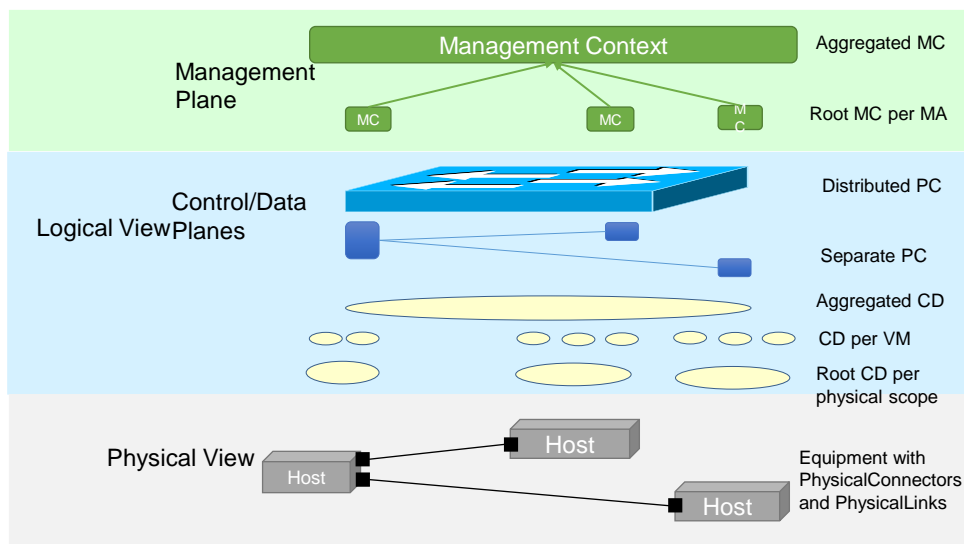 Management Context
Aggregated MC
Management
Plane
MC
MC
M
C
Root MC per MA
Distributed PC
Control/Data
Planes
Logical View
Separate PC
Aggregated CD
CD per VM
Root CD per
physical scope
Physical View
Host
Host
Host
Equipment with
PhysicalConnectors
and PhysicalLinks